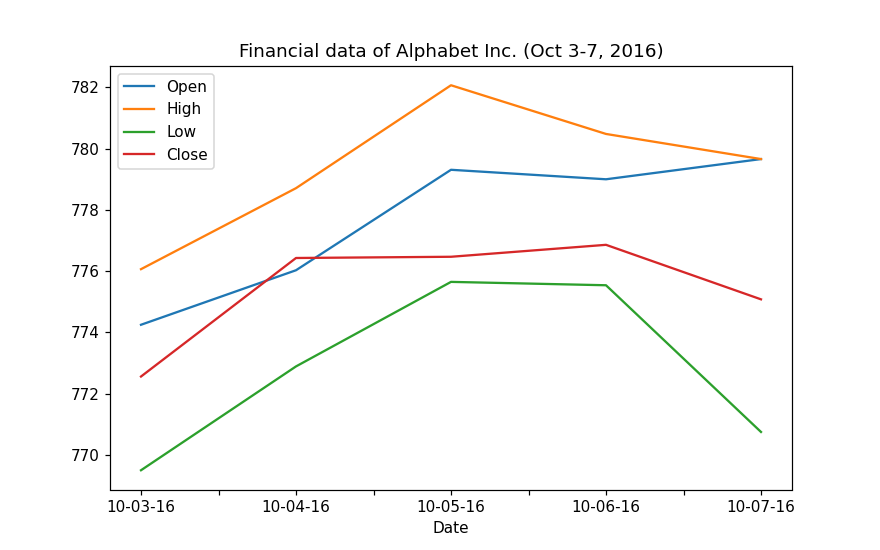 Financial data of Alphabet Inc. (Oct 3-7, 2016)
Open
High
Low
Close
782
780
778
776
774
772
770
10-03-16 10-04-16 10-05-16 10-06-16 10-07-16
Date